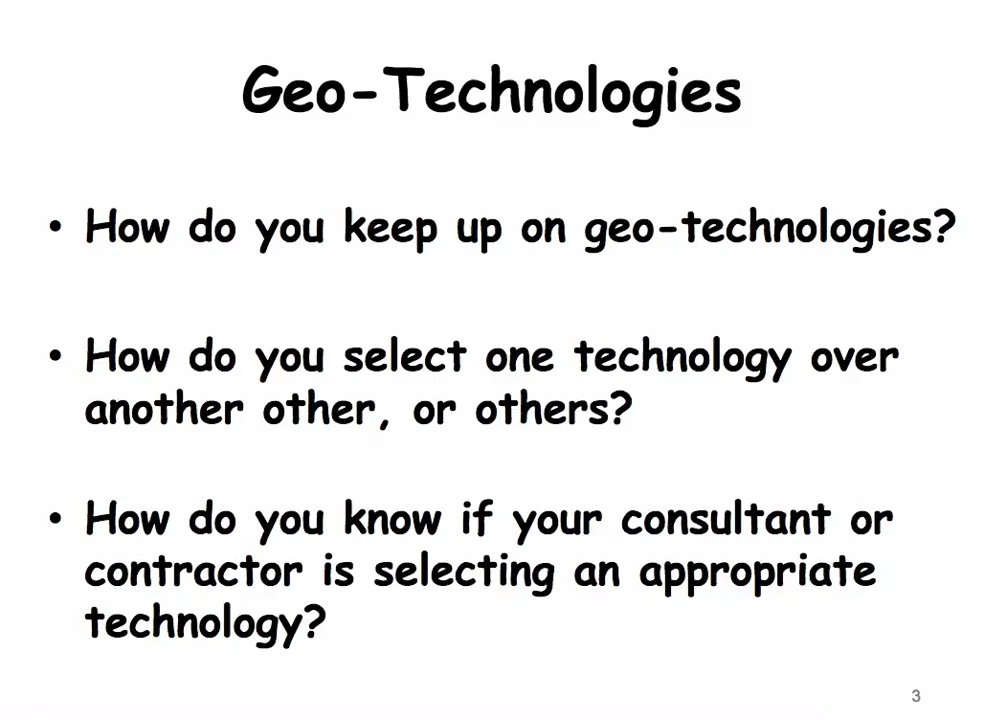 Geo-Technologies
• How do you keep up on geo-technologies?
• How do you select one technology over
another other, or others?
• How do you know if your consultant or
contractor is selecting an appropriate
technology?
3